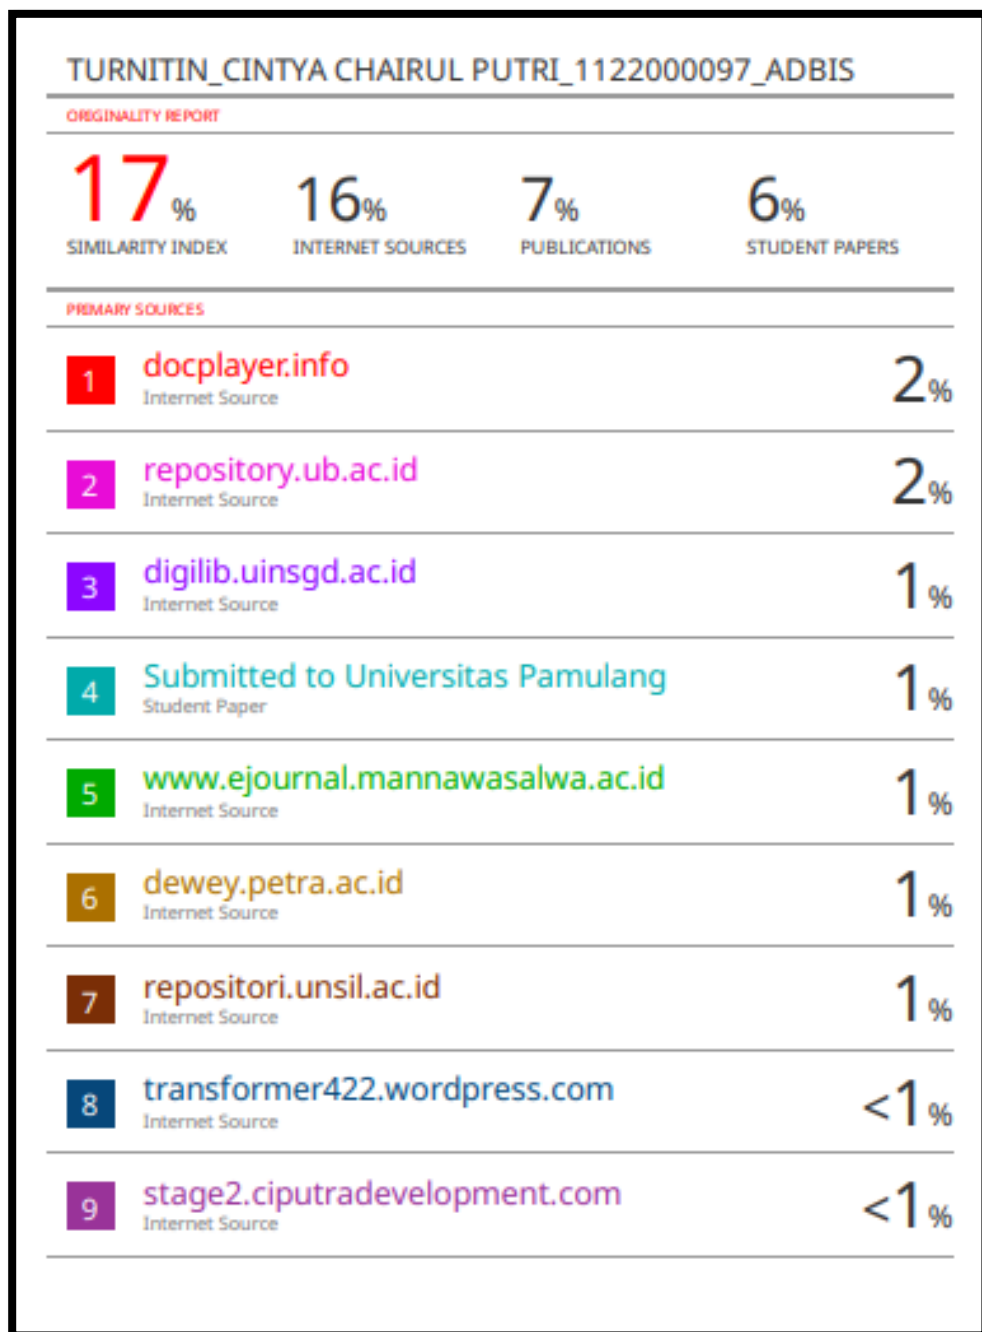 TURNITIN_CINTYA CHAIRUL PUTRI_1122000097_ADBIS
ORIGINALITY REPORT
17% 16% 7% 6%
SIMILARITY INDEX INTERNET SOURCES PUBLICATIONS STUDENT PAPERS
PRIMARY SOURCES
1 docplayer.info 2%
Internet Source
2 repository.ub.ac.id 2%
Internet Source
3 digilib.uinsgd.ac.id 1%
Internet Source
4 Submitted to Universitas Pamulang 1%
Student Paper
5 www.ejournal.mannawasalwa.ac.id 1%
Internet Source
6 dewey.petra.ac.id 1%
Internet Source
7 repositori.unsil.ac.id 1%
Internet Source
8 transformer422.wordpress.com <1%
Internet Source
9 stage2.ciputradevelopment.com <1%
Internet Source